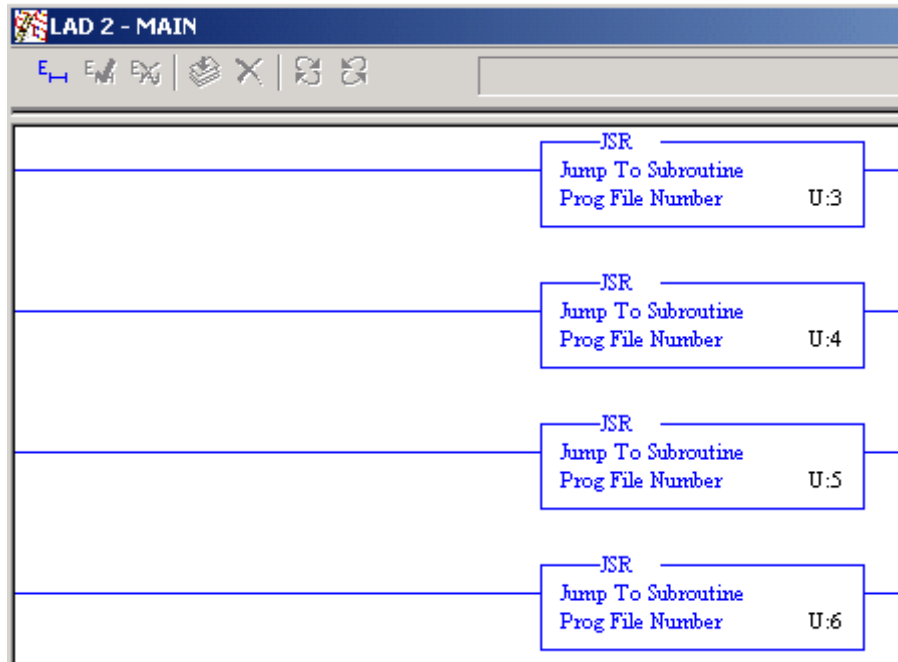 LAD 2 - MAIN
E E E
JSR
Jump To Subroutine
Prog File Number U:3
JSR
Jump To Subroutine
Prog File Number U:4
JSR
Jump To Subroutine
Prog File Number U:5
JSR
Jump To Subroutine
Prog File Number U:6